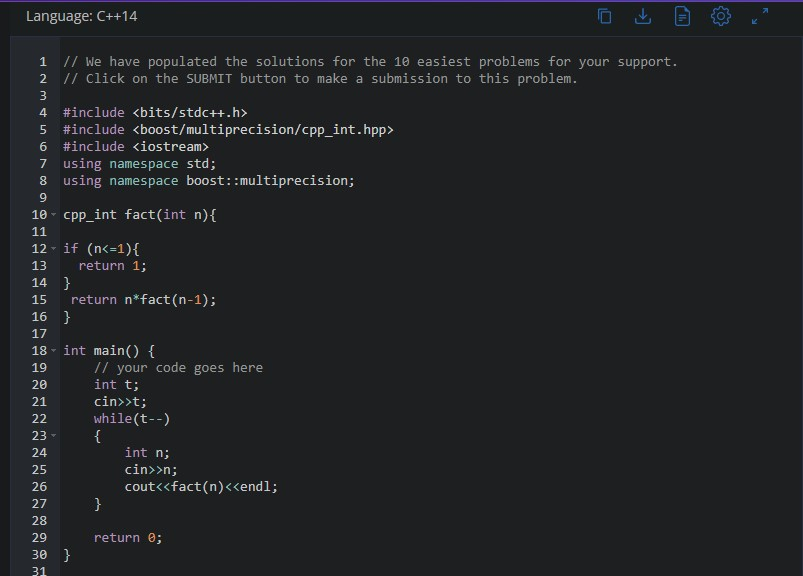 Language: C++14
1 // We have populated the solutions for the 10 easiest problems for your support.
2 // Click on the SUBMIT button to make a submission to this problem.
3
4 #include <bits/stdc++.h>
5 #include <boost/multiprecision/cpp_int.hpp>
6 #include <iostream>
7 using namespace std;
8 using namespace boost::multiprecision;
9
10 cpp_int fact(int n){
11
12 if (n<=1){
13   return 1;
14 }
15  return n*fact(n-1);
16 }
17
18 int main() {
19     // your code goes here
20     int t;
21     cin>>t;
22     while(t--)
23     {
24         int n;
25         cin>>n;
26         cout<<fact(n)<<endl;
27     }
28
29     return 0;
30 }
31